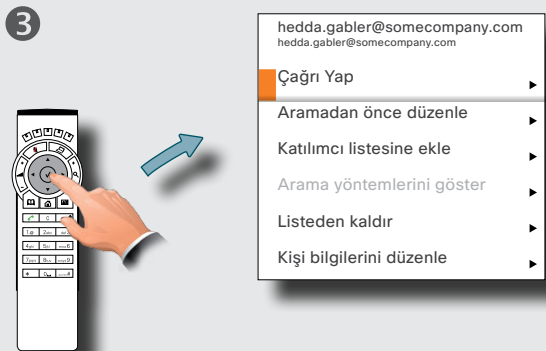 3
hedda.gabler@somecompany.com
hedda.gabler@somecompany.com
Çağrı Yap
Aramadan önce düzenle
Katılımcı listesine ekle
Arama yöntemlerini göster
Listeden kaldır
Kişi bilgilerini düzenle